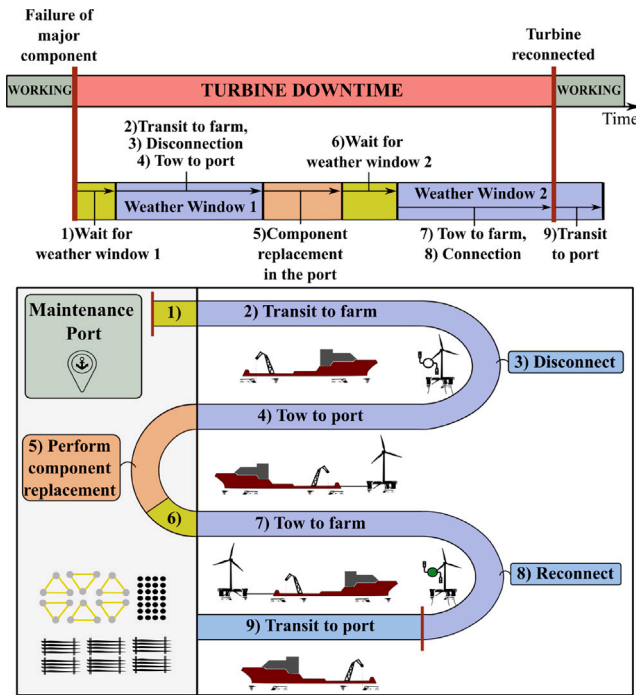 Failure of
major
component
Turbine
reconnected
WORKING
TURBINE DOWNTIME
WORKING
Time
2)Transit to farm,
3) Disconnection
4) Tow to port
6)Wait for
weather window 2
Weather Window 1
Weather Window 2
1)Wait for
weather window 1
5)Component
replacement
in the port
7) Tow to farm,
8) Connection
9)Transit
to port
Maintenance
Port
1)
2) Transit to farm
3) Disconnect
4) Tow to port
5) Perform
component
replacement
6)
7) Tow to farm
8) Reconnect
9) Transit to port